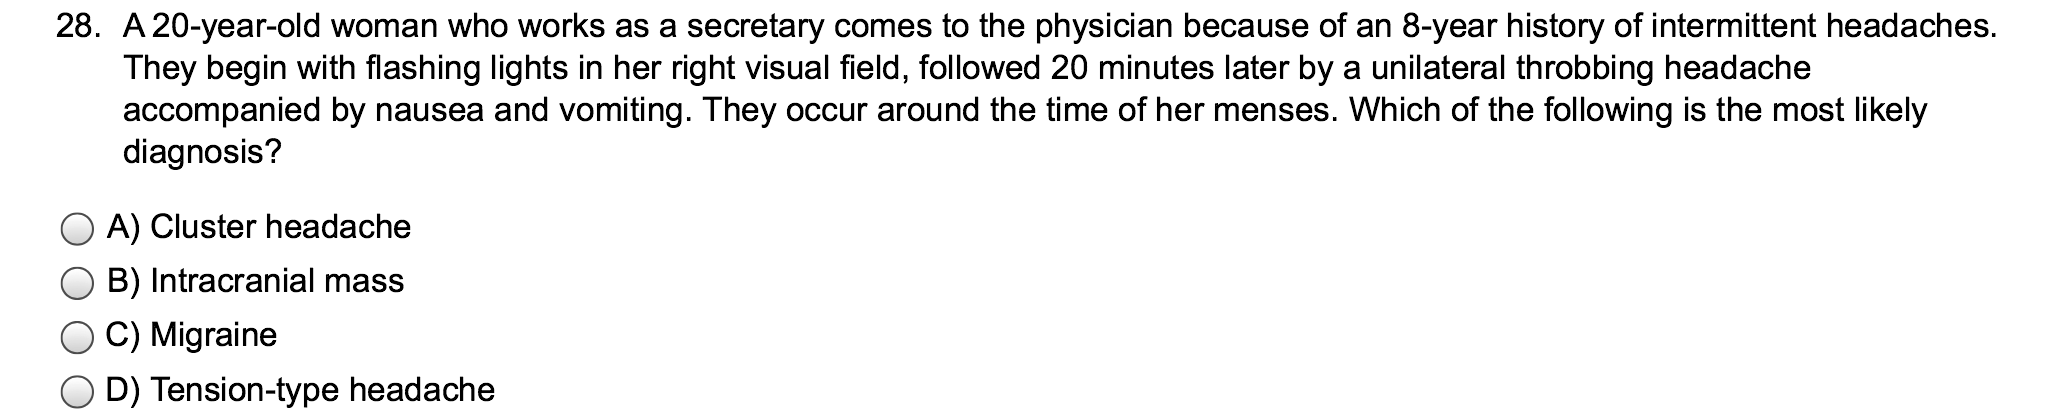 28. A 20-year-old woman who works as a secretary comes to the physician because of an 8-year history of intermittent headaches.
They begin with flashing lights in her right visual field, followed 20 minutes later by a unilateral throbbing headache
accompanied by nausea and vomiting. They occur around the time of her menses. Which of the following is the most likely
diagnosis?
A) Cluster headache
B) Intracranial mass
C) Migraine
D) Tension-type headache